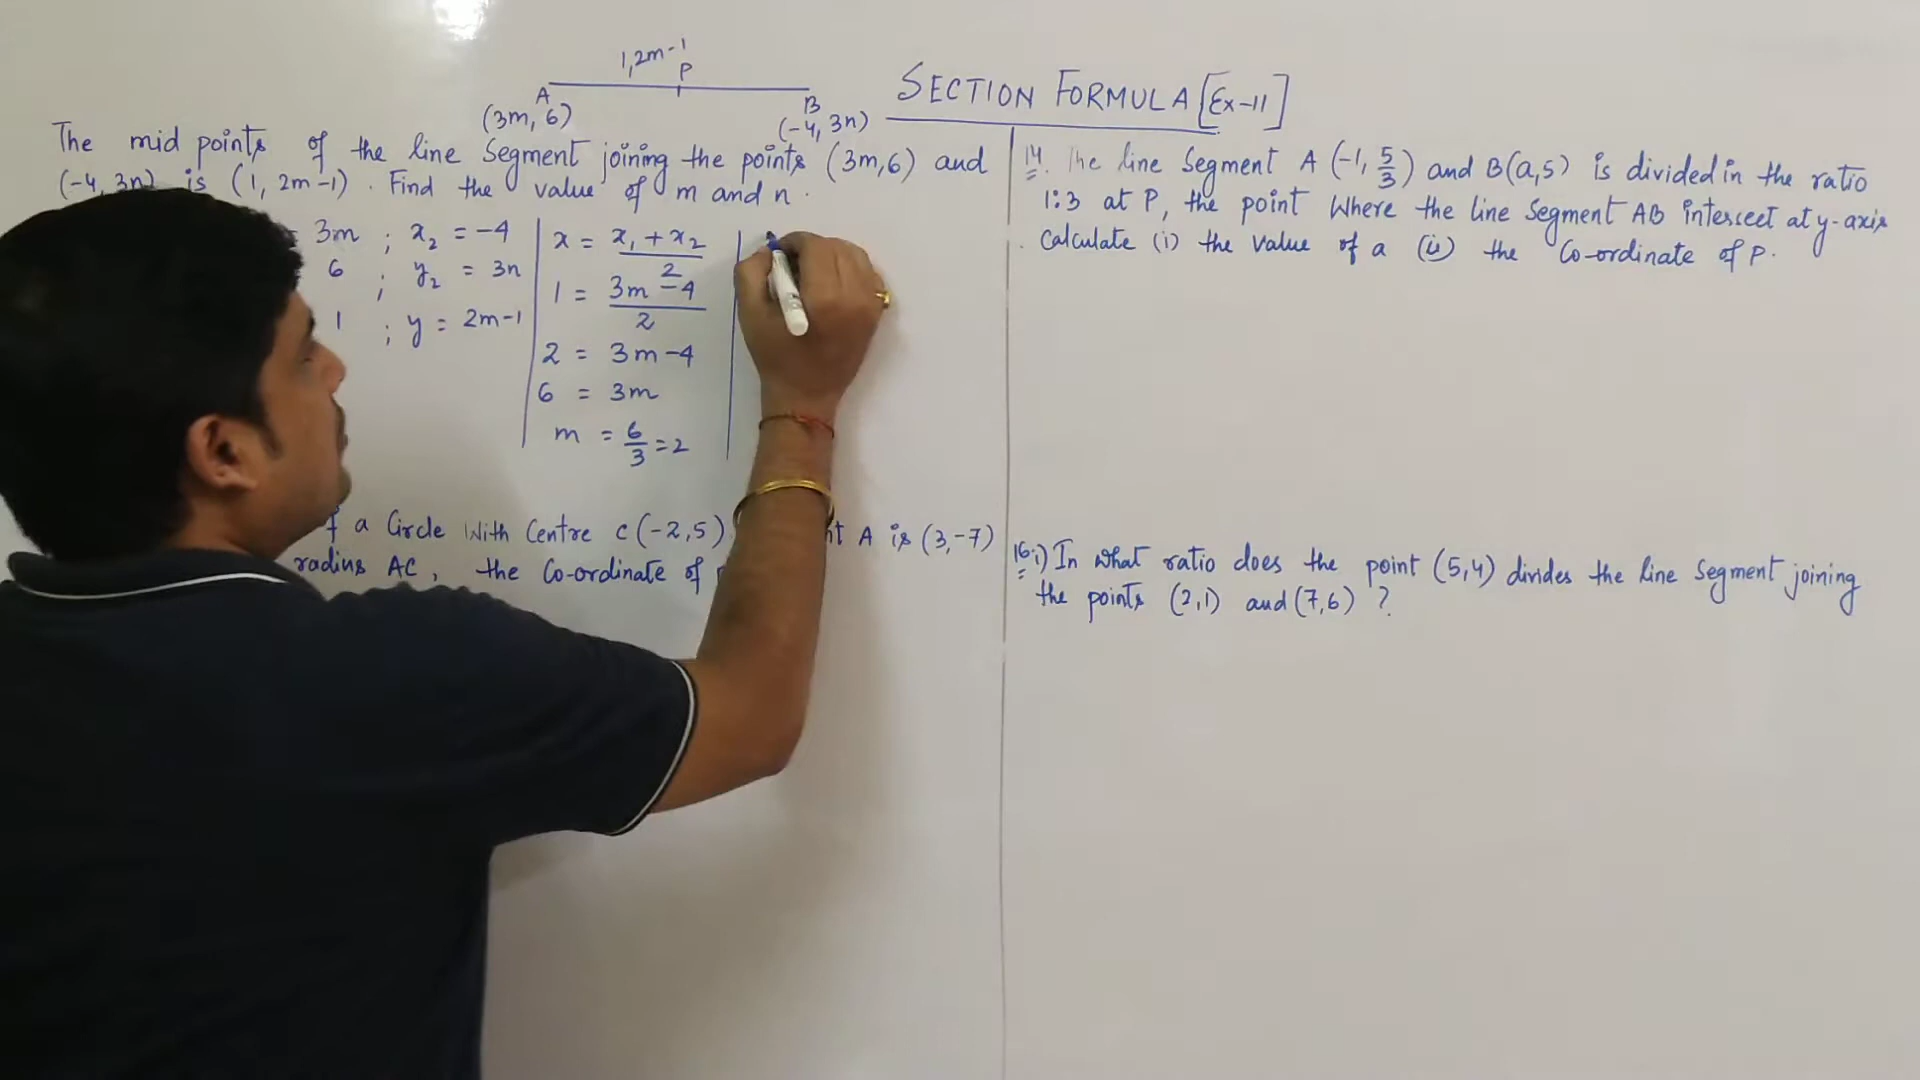 1, 2m-1
P
A
B
(3m, 6)
(-4, 3n)
SECTION FORMULA [Ex-11]
The mid points of the line Segment joining the points (3m,6) and
(-4, 3n) is (1, 2m-1). Find the value of m and n.
= 3m ; x₂ = -4
6 ; y₂ = 3n
1 ; y = 2m-1
x = x₁ + x₂ / 2
1 = 3m - 4 / 2
2 = 3m-4
6 = 3m
m = 6/3 = 2
of a Circle With Centre C(-2,5) A is (3,-7)
radius AC, the Co-ordinate of
14. The line Segment A (-1, 5/3) and B(a,5) is divided in the ratio
1:3 at P, the point Where the line Segment AB interscet at y-axis
Calculate (i) the value of a (ii) the Co-ordinate of P.
16. i) In what ratio does the point (5,4) divides the line Segment joining
the points (2,1) and (7,6) ?